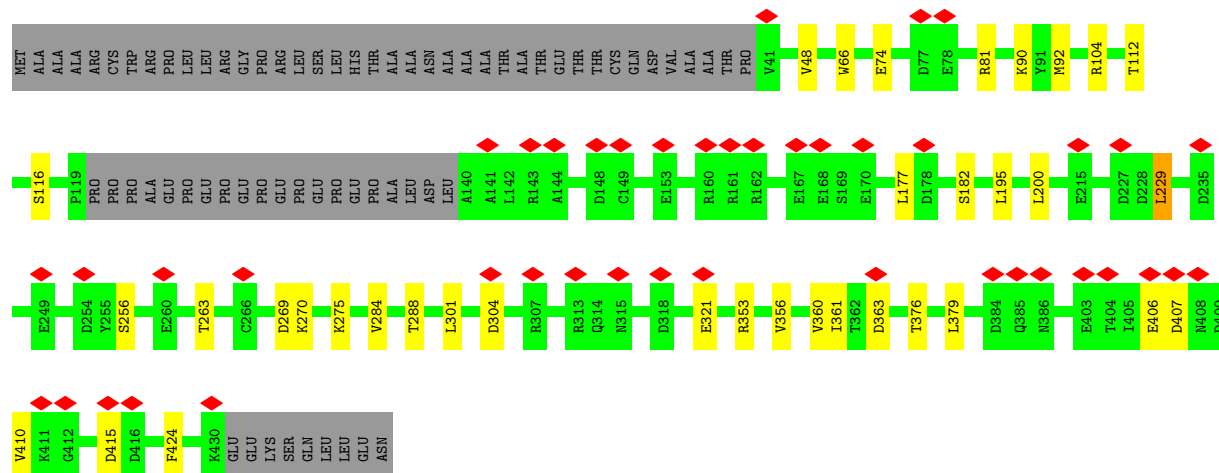 MET ALA ALA ALA ARG CYS TRP ARG PRO LEU LEU ARG GLY PRO ARG LEU SER LEU HIS THR ALA ALA ASN ALA ALA ALA THR ALA THR GLU THR THR CYS GLN ASP VAL ALA ALA THR PRO V41 V48 W66 E74 D77 E78 R81 K90 Y91 M92 R104 T112
S116 P119 PRO PRO PRO ALA GLU PRO GLU PRO GLU PRO GLU PRO GLU PRO GLU PRO ALA LEU ASP LEU A140 A141 L142 R143 A144 D148 C149 E153 R160 R161 R162 E167 E168 S169 E170 L177 D178 S182 L195 L200 E215 D227 D228 L229 D235
E249 D254 Y255 S256 E260 T263 C266 D269 K270 K275 V284 T288 L301 D304 R307 R313 Q314 N315 D318 E321 R353 V356 V360 I361 T362 D363 T376 L379 D384 Q385 N386 E403 T404 I405 E406 D407 N408 D409
V410 K411 G412 D415 D416 F424 K430 GLU GLU LYS SER GLN LEU LEU GLU ASN